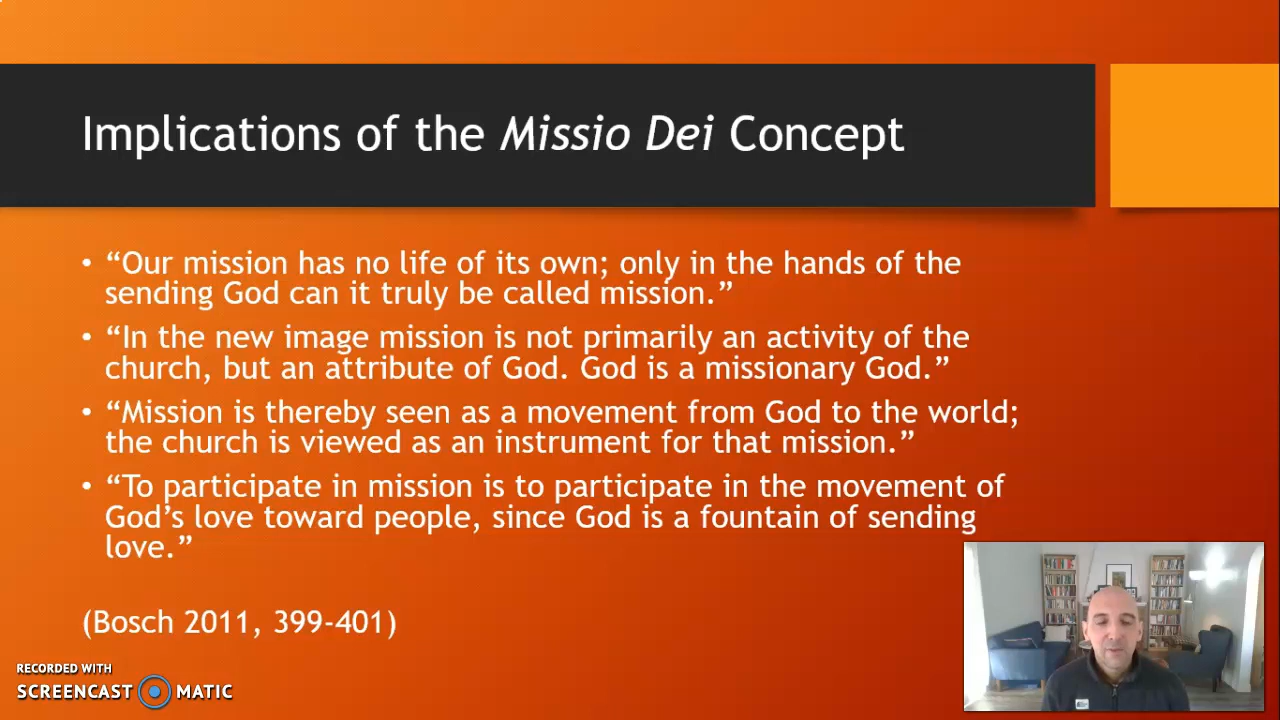 Implications of the Missio Dei Concept
• “Our mission has no life of its own; only in the hands of the
sending God can it truly be called mission.”
• “In the new image mission is not primarily an activity of the
church, but an attribute of God. God is a missionary God.”
• “Mission is thereby seen as a movement from God to the world;
the church is viewed as an instrument for that mission.”
• “To participate in mission is to participate in the movement of
God’s love toward people, since God is a fountain of sending
love.”
(Bosch 2011, 399-401)
RECORDED WITH
SCREENCAST MATIC